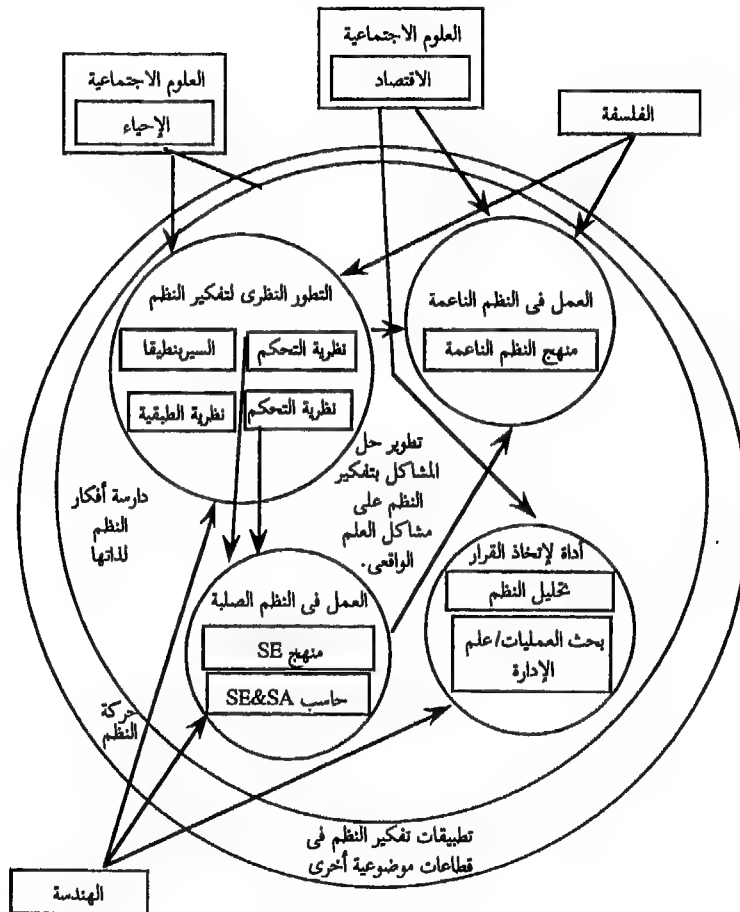 العلوم الاجتماعية
الاقتصاد
العلوم الاجتماعية
الإحياء
الفلسفة
التطور النظرى لتفكير النظم
السيرنطيقا
نظرية التحكم
نظرية الطبقية
نظرية التحكم
العمل فى النظم الناعمة
منهج النظم الناعمة
تطوير حل
المشاكل بتفكير
النظم على
مشاكل العلم
الواقعى.
دارسة أفكار
النظم
لذاتها
أداة لإتخاذ القرار
تحليل النظم
بحث العمليات/علم
الإدارة
العمل فى النظم الصلبة
منهج SE
حاسب SE&SA
حركة
النظم
تطبيقات تفكير النظم فى
قطاعات موضوعية أخرى
الهندسة